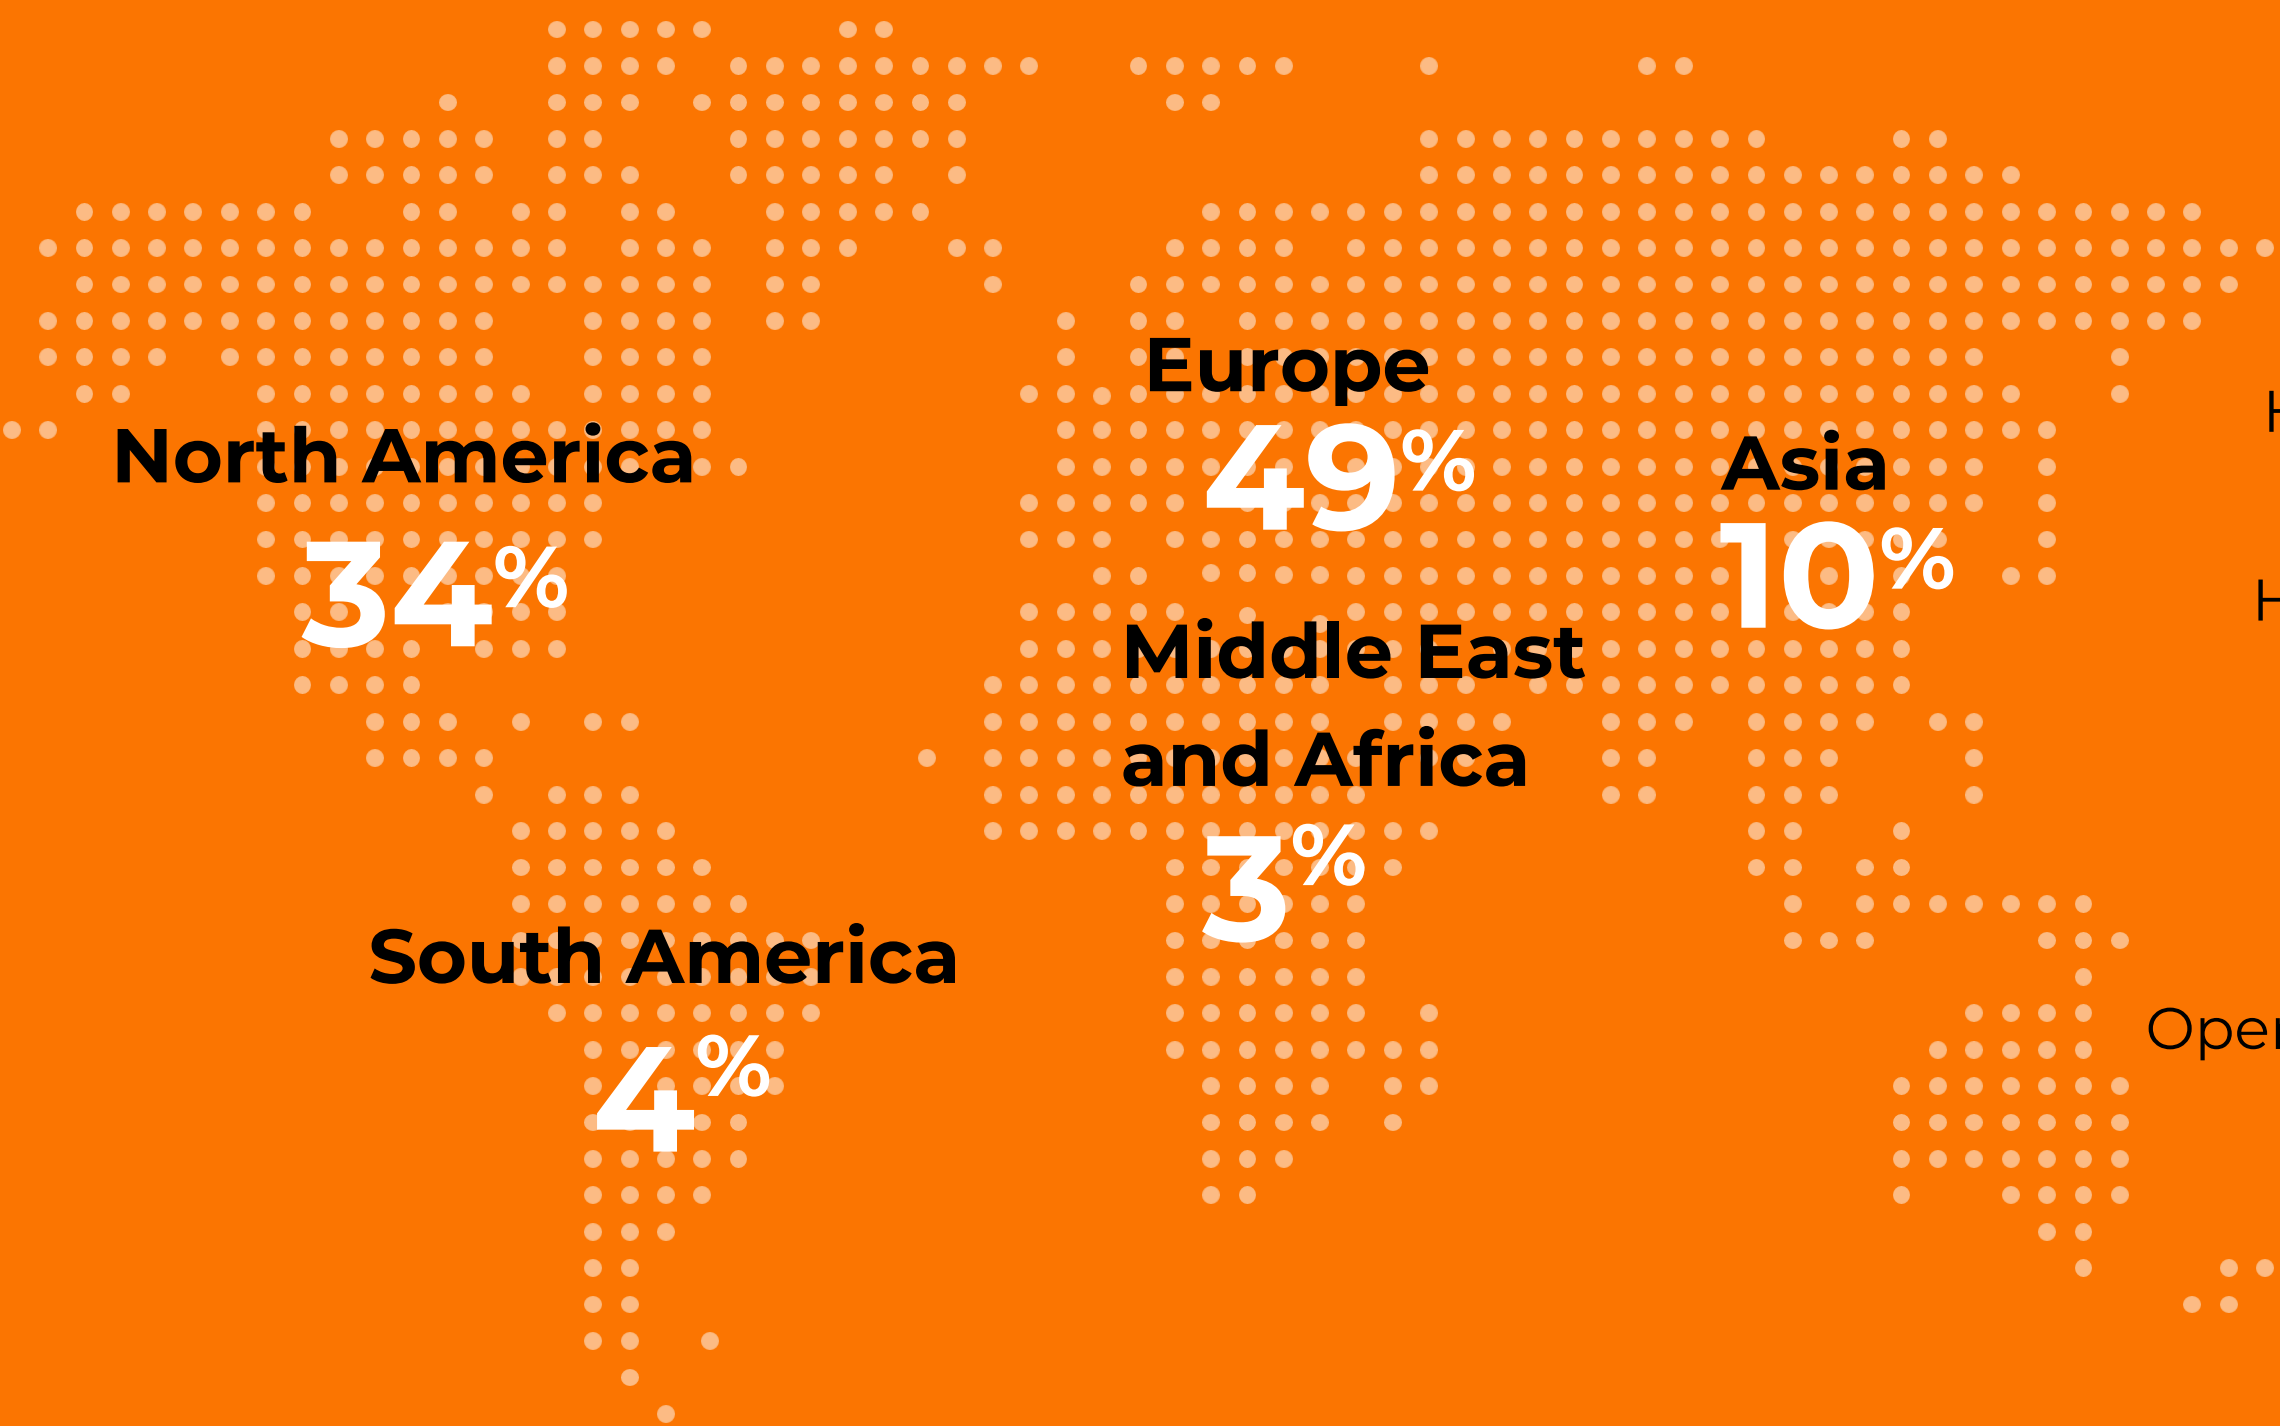 Europe
49%
North America
34%
Asia
10%
Middle East
and Africa
3%
South America
4%